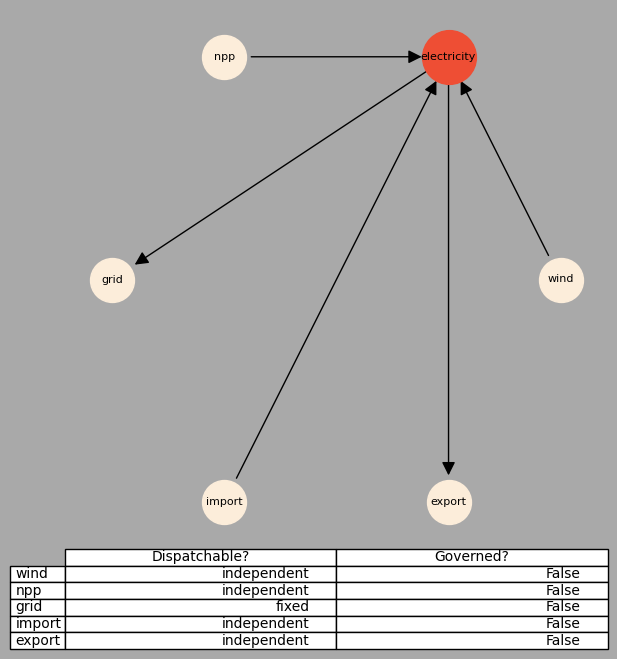 npp
electricity
grid
wind
import
export
Dispatchable? Governed?
wind independent False
npp independent False
grid fixed False
import independent False
export independent False